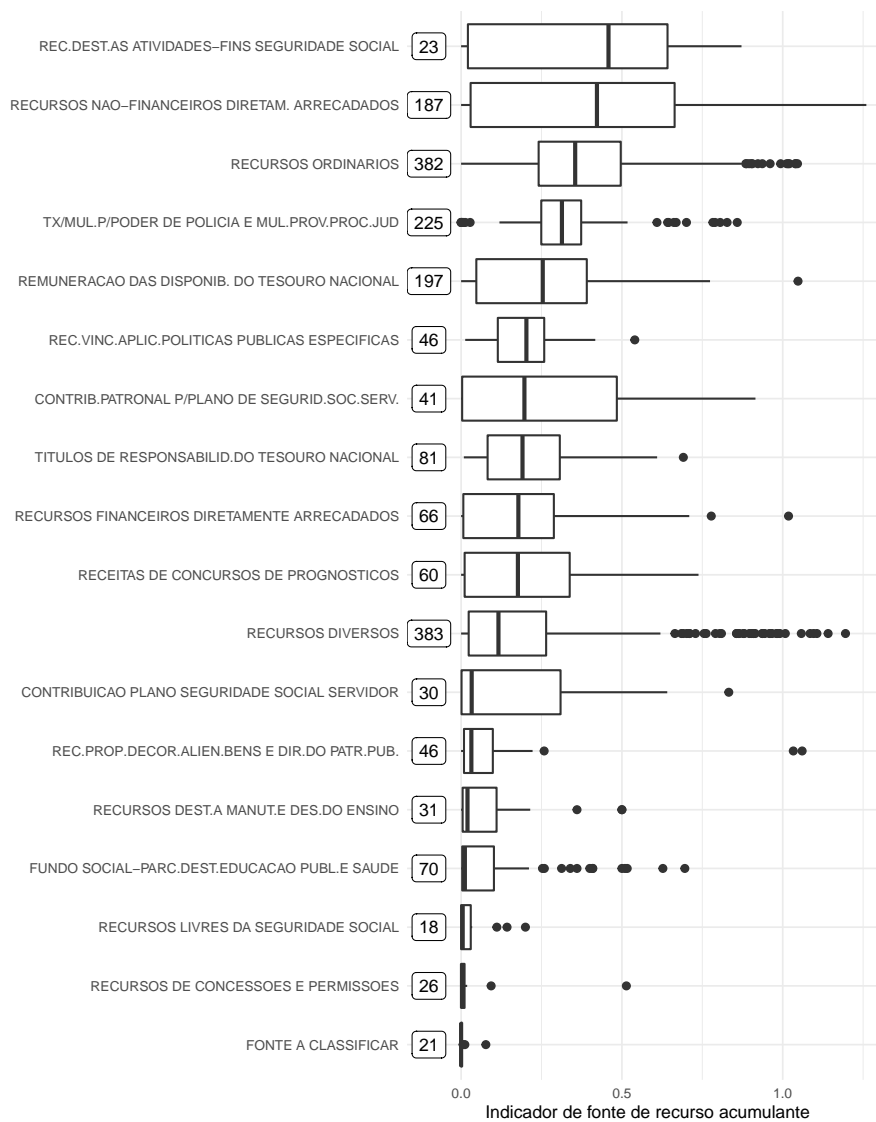 REC.DEST.AS ATIVIDADES−FINS SEGURIDADE SOCIAL 23
RECURSOS NAO−FINANCEIROS DIRETAM. ARRECADADOS 187
RECURSOS ORDINARIOS 382
TX/MUL.P/PODER DE POLICIA E MUL.PROV.PROC.JUD 225
REMUNERACAO DAS DISPONIB. DO TESOURO NACIONAL 197
REC.VINC.APLIC.POLITICAS PUBLICAS ESPECIFICAS 46
CONTRIB.PATRONAL P/PLANO DE SEGURID.SOC.SERV. 41
TITULOS DE RESPONSABILID.DO TESOURO NACIONAL 81
RECURSOS FINANCEIROS DIRETAMENTE ARRECADADOS 66
RECEITAS DE CONCURSOS DE PROGNOSTICOS 60
RECURSOS DIVERSOS 383
CONTRIBUICAO PLANO SEGURIDADE SOCIAL SERVIDOR 30
REC.PROP.DECOR.ALIEN.BENS E DIR.DO PATR.PUB. 46
RECURSOS DEST.A MANUT.E DES.DO ENSINO 31
FUNDO SOCIAL−PARC.DEST.EDUCACAO PUBL.E SAUDE 70
RECURSOS LIVRES DA SEGURIDADE SOCIAL 18
RECURSOS DE CONCESSOES E PERMISSOES 26
FONTE A CLASSIFICAR 21
0.0 0.5 1.0
Indicador de fonte de recurso acumulante